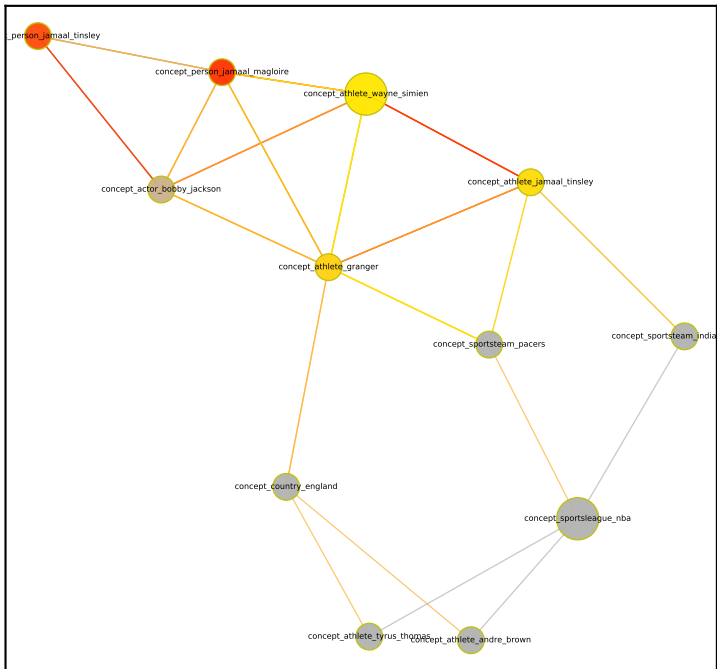 _person_jamaal_tinsley
concept_person_jamaal_magloire
concept_athlete_wayne_simien
concept_actor_bobby_jackson
concept_athlete_jamaal_tinsley
concept_athlete_granger
concept_sportsteam_pacers
concept_sportsteam_india
concept_country_england
concept_sportsleague_nba
concept_athlete_tyrus_thomas
concept_athlete_andre_brown